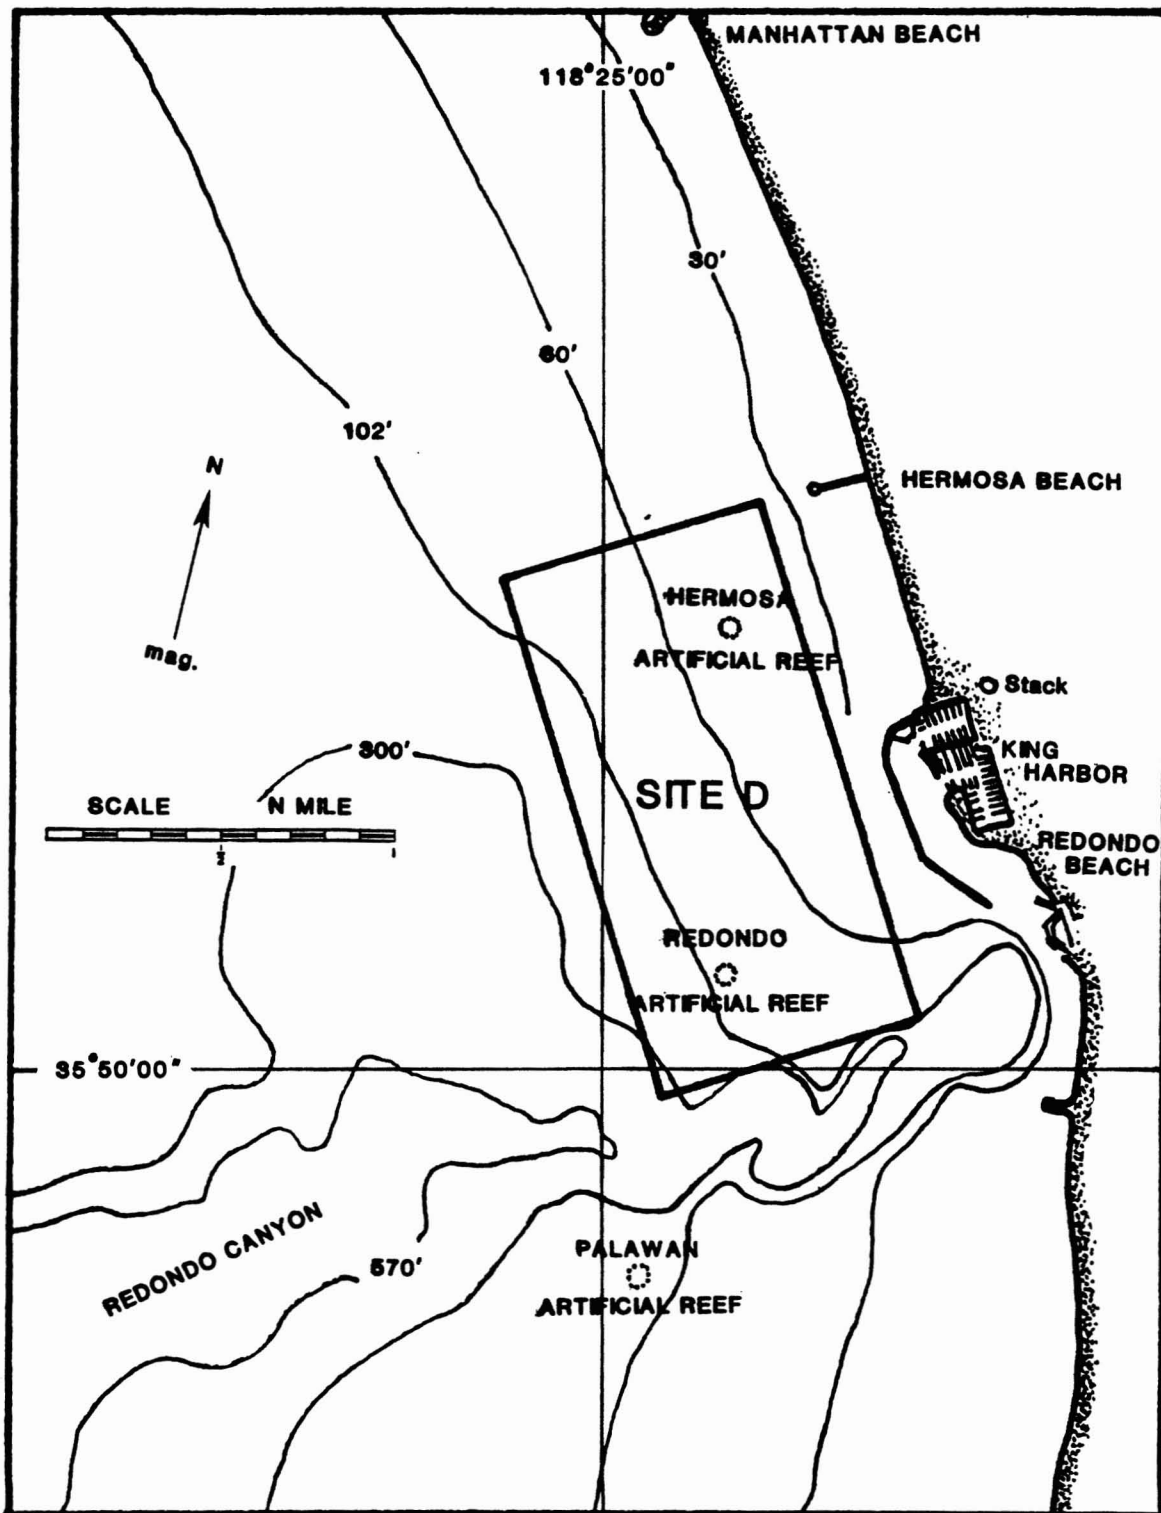 MANHATTAN BEACH
118°25'00"
30'
60'
102'
N
HERMOSA BEACH
mag.
HERMOSA
ARTIFICIAL REEF
Stack
300'
KING
HARBOR
SITE D
SCALE N MILE
½ 1
REDONDO
BEACH
REDONDO
ARTIFICIAL REEF
35°50'00"
REDONDO CANYON
PALAWAN
570'
ARTIFICIAL REEF